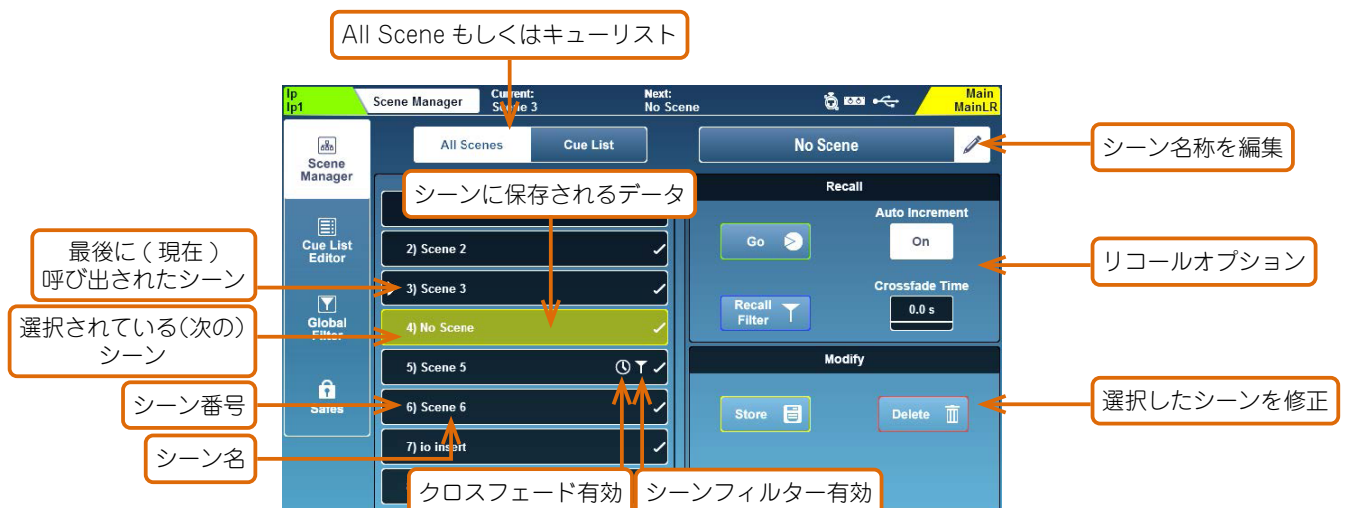 All Scene もしくはキューリスト
Ip
Ip1
Scene Manager
Current:
Scene 3
Next:
No Scene
Main
MainLR
Scene
Manager
All Scenes
Cue List
No Scene
シーン名称を編集
シーンに保存されるデータ
Recall
Auto Increment
Go
On
リコールオプション
Crossfade Time
0.0 s
Recall
Filter
Cue List
Editor
2) Scene 2
最後に ( 現在 )
呼び出されたシーン
3) Scene 3
Global
Filter
選択されている(次の)
シーン
4) No Scene
Modify
5) Scene 5
Safes
シーン番号
6) Scene 6
Store
Delete
選択したシーンを修正
シーン名
7) io insert
クロスフェード有効
シーンフィルター有効